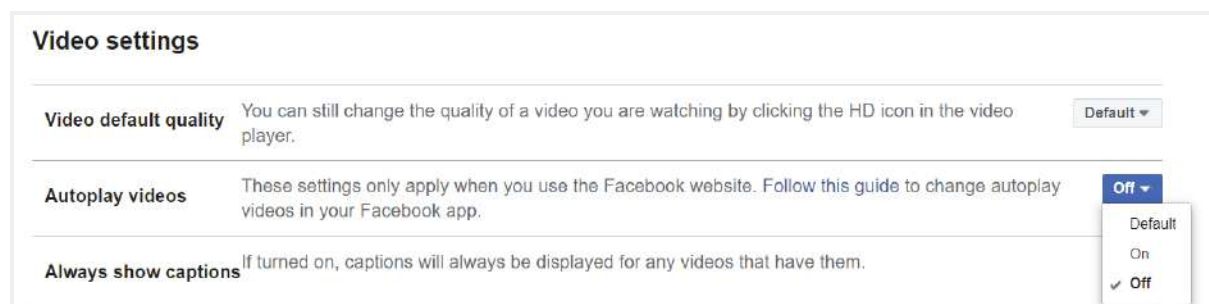 Video settings
Video default quality
You can still change the quality of a video you are watching by clicking the HD icon in the video
player.
Default
Autoplay videos
These settings only apply when you use the Facebook website. Follow this guide to change autoplay
videos in your Facebook app.
Off
Default
On
Off
Always show captions
If turned on, captions will always be displayed for any videos that have them.